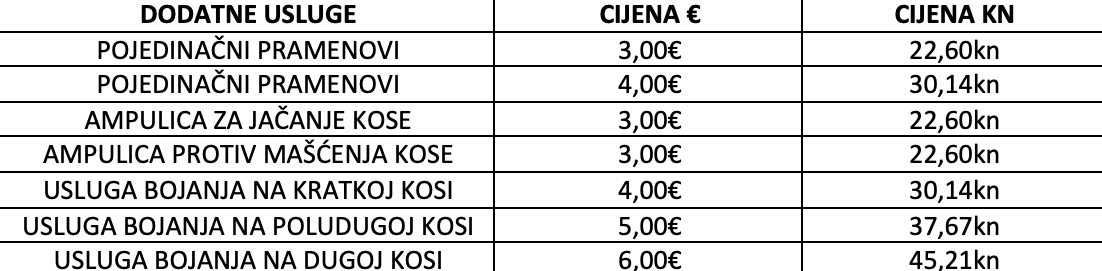 DODATNE USLUGE CIJENA € CIJENA KN
POJEDINAČNI PRAMENOVI 3,00€ 22,60kn
POJEDINAČNI PRAMENOVI 4,00€ 30,14kn
AMPULICA ZA JAČANJE KOSE 3,00€ 22,60kn
AMPULICA PROTIV MAŠĆENJA KOSE 3,00€ 22,60kn
USLUGA BOJANJA NA KRATKOJ KOSI 4,00€ 30,14kn
USLUGA BOJANJA NA POLUDUGOJ KOSI 5,00€ 37,67kn
USLUGA BOJANJA NA DUGOJ KOSI 6,00€ 45,21kn